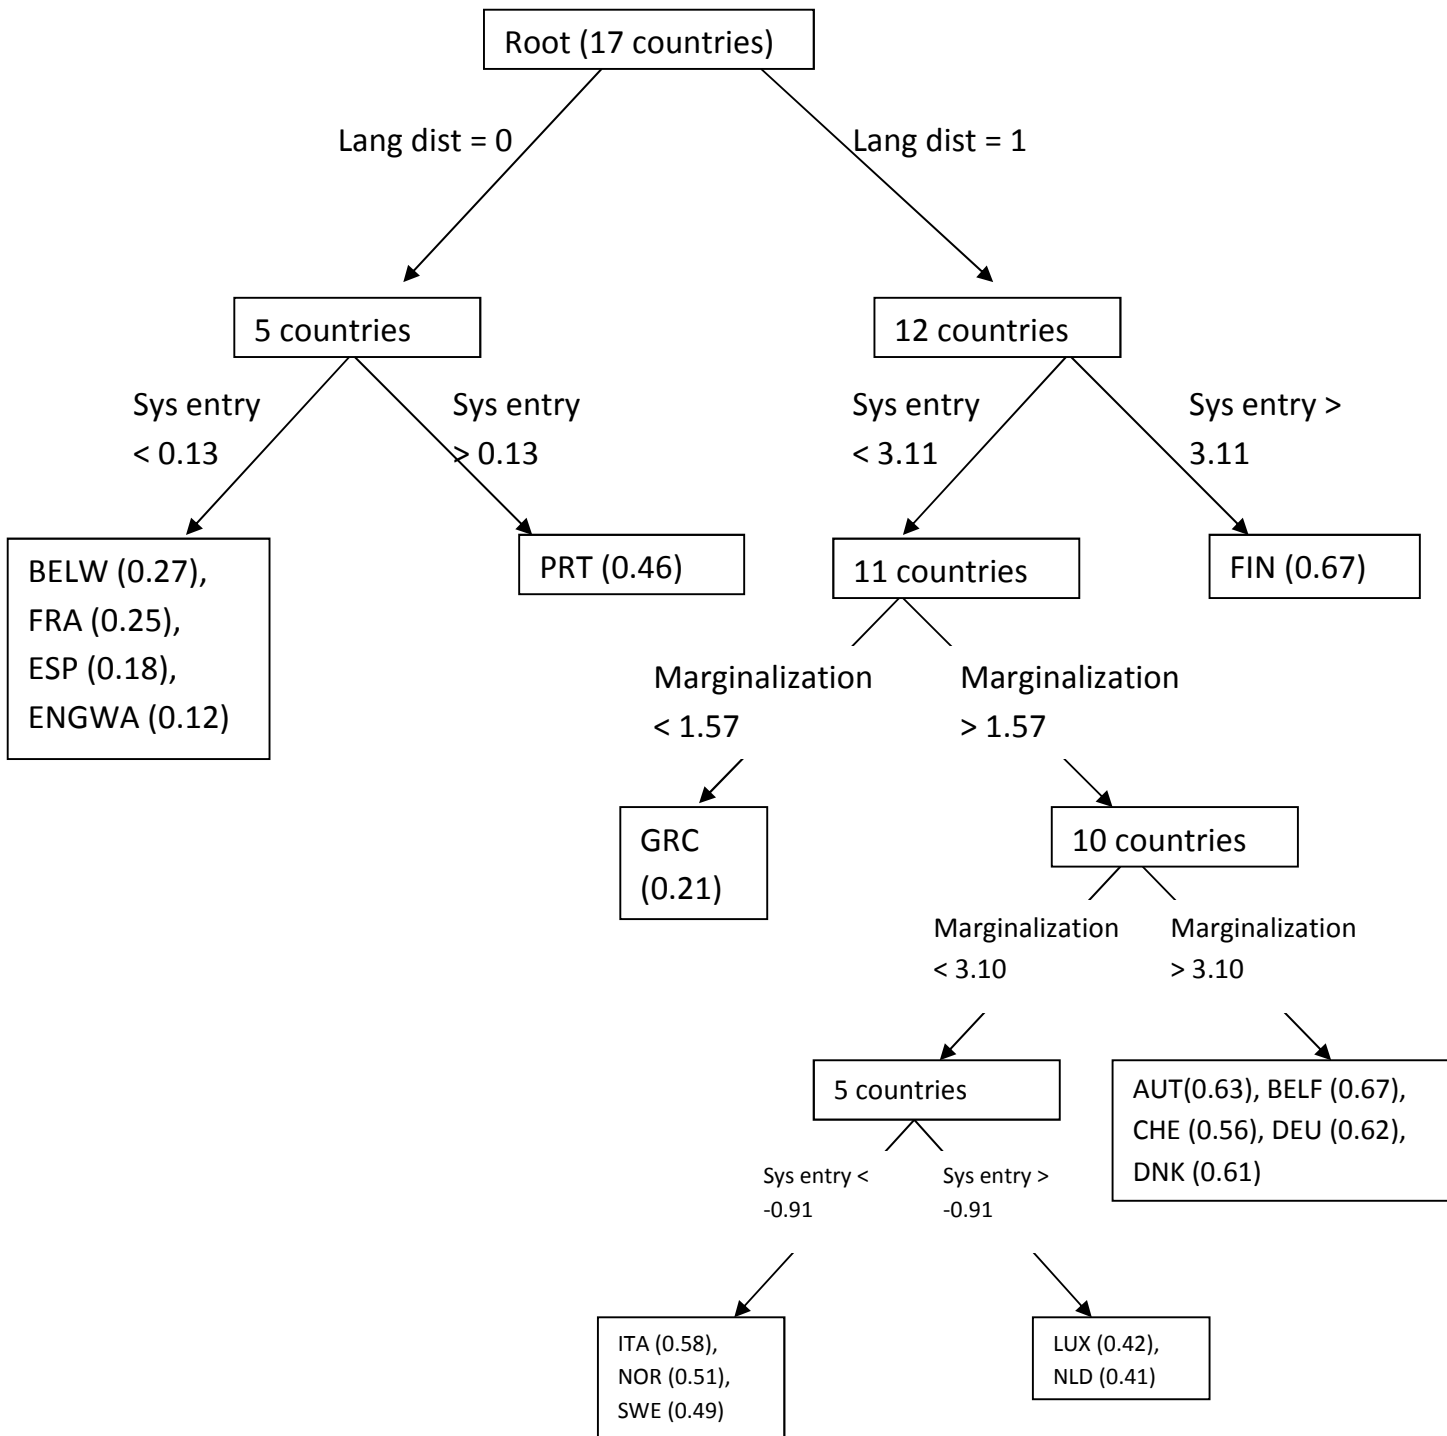 Root (17 countries)
Lang dist = 0
Lang dist = 1
5 countries
12 countries
Sys entry
< 0.13
Sys entry
> 0.13
Sys entry
< 3.11
Sys entry >
3.11
BELW (0.27),
FRA (0.25),
ESP (0.18),
ENGWA (0.12)
PRT (0.46)
11 countries
FIN (0.67)
Marginalization
< 1.57
Marginalization
> 1.57
GRC
(0.21)
10 countries
Marginalization
< 3.10
Marginalization
> 3.10
5 countries
AUT(0.63), BELF (0.67),
CHE (0.56), DEU (0.62),
DNK (0.61)
Sys entry <
-0.91
Sys entry >
-0.91
ITA (0.58),
NOR (0.51),
SWE (0.49)
LUX (0.42),
NLD (0.41)